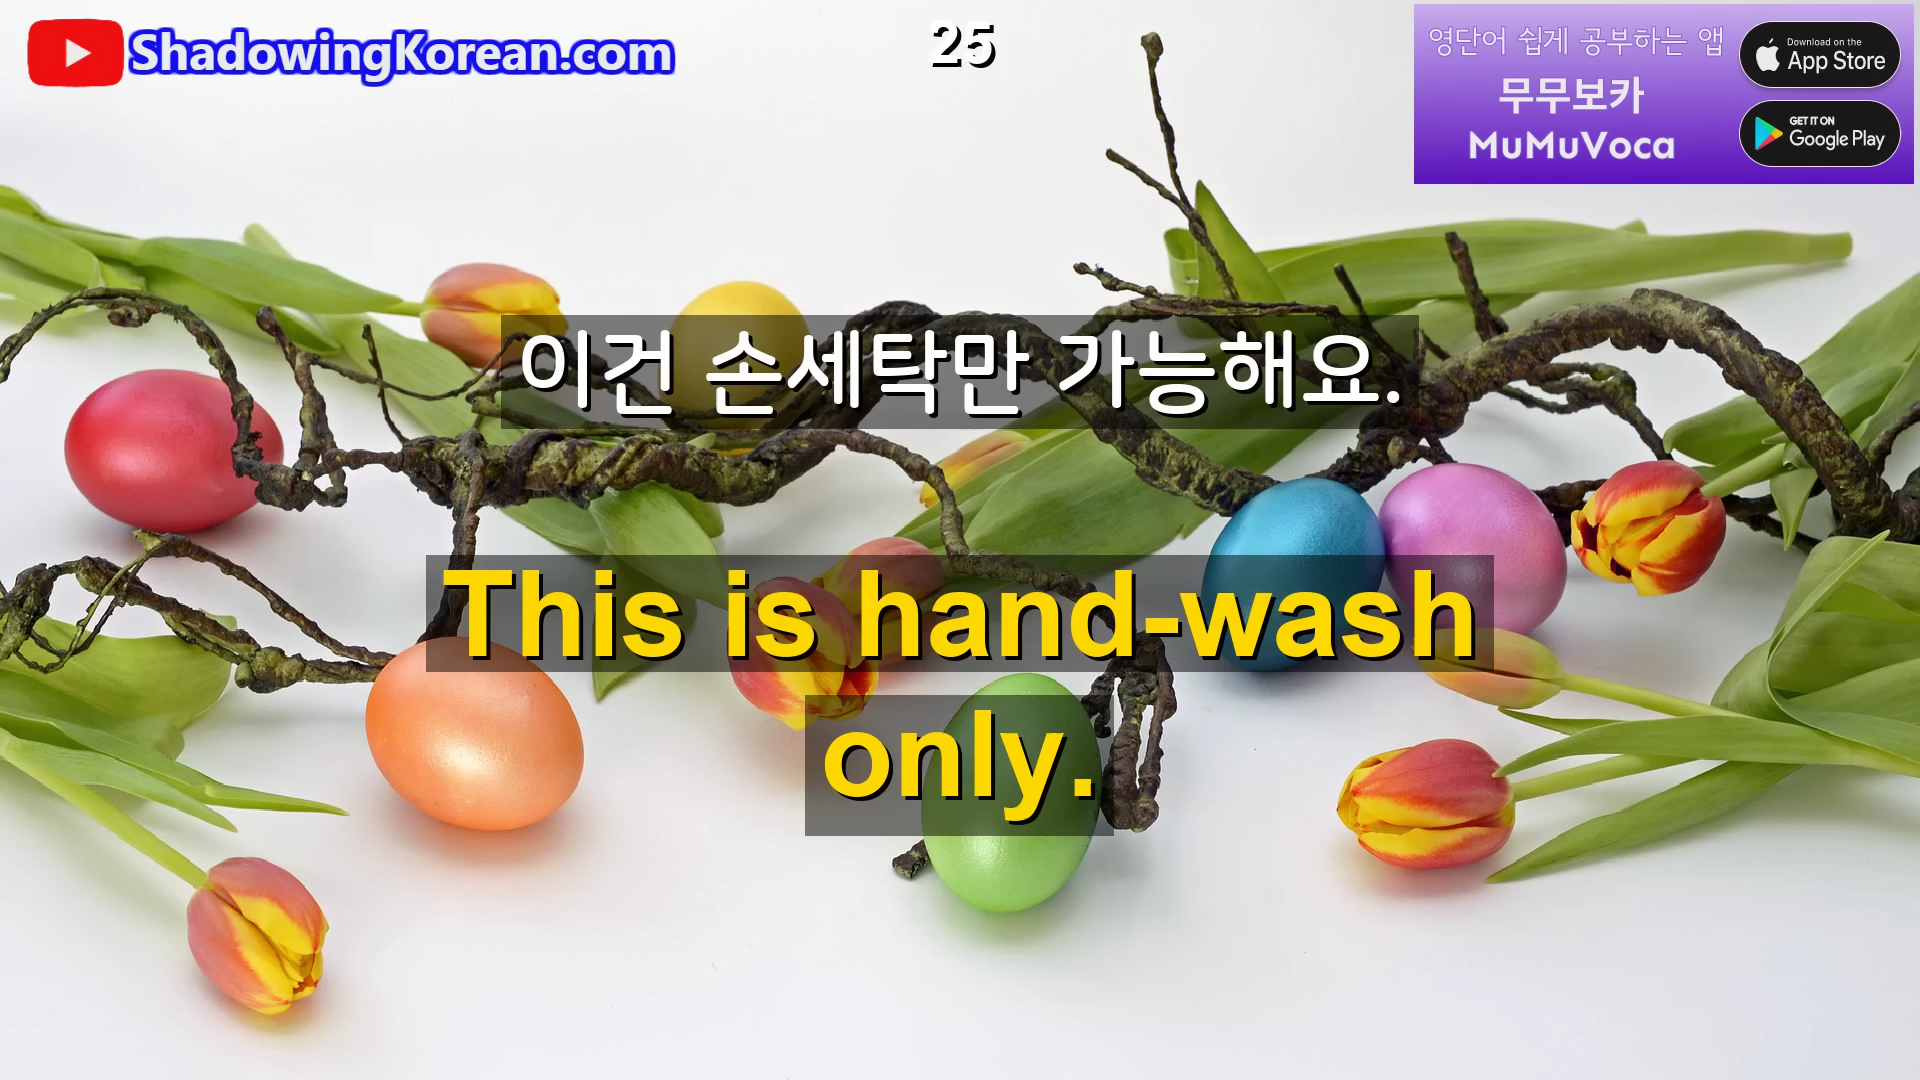 ShadowingKorean.com
25
영단어 쉽게 공부하는 앱
무무보카
MuMuVoca
Download on the
App Store
GET IT ON
Google Play
이건 손세탁만 가능해요.
This is hand-wash
only.